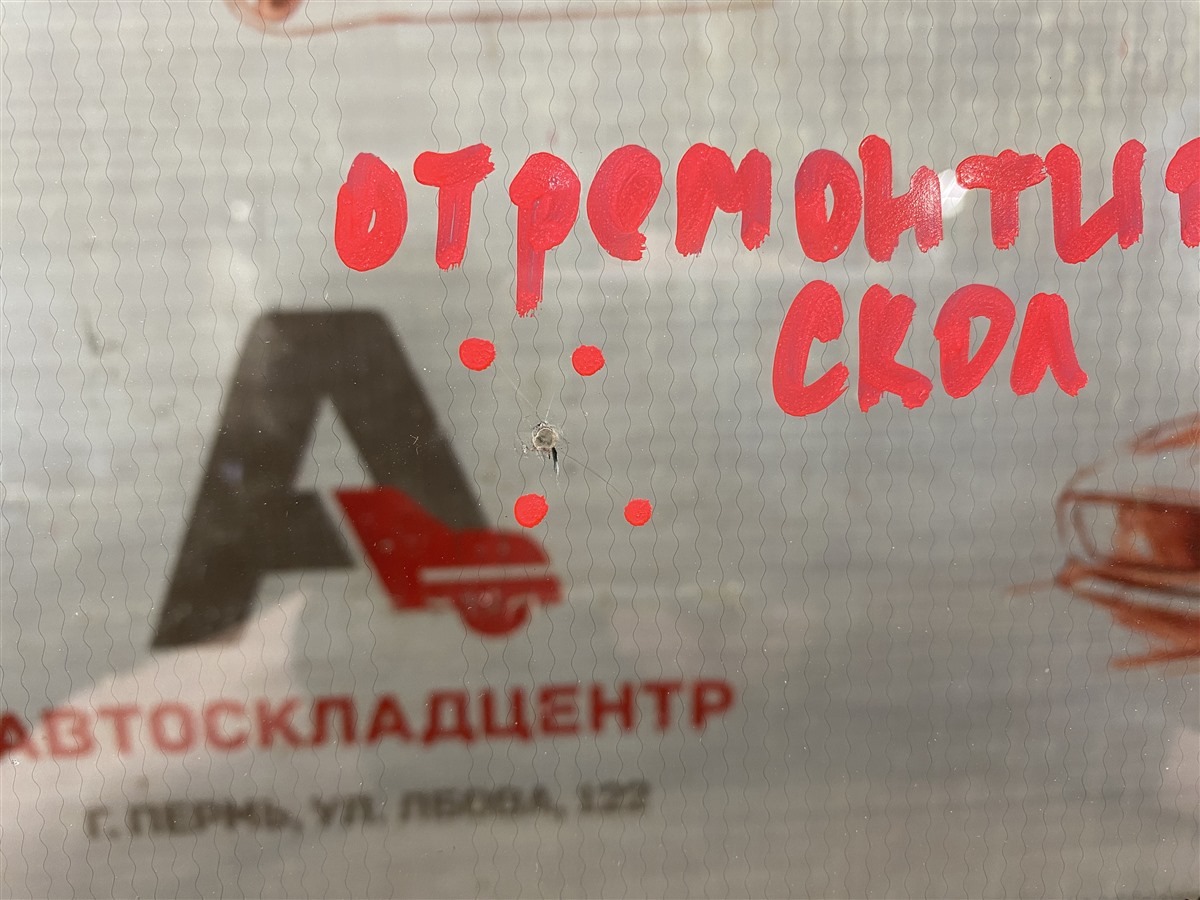 отремонтир
скол
АВТОСКЛАДЦЕНТР
Г. ПЕРМЬ, УЛ. ЛБОВА, 122